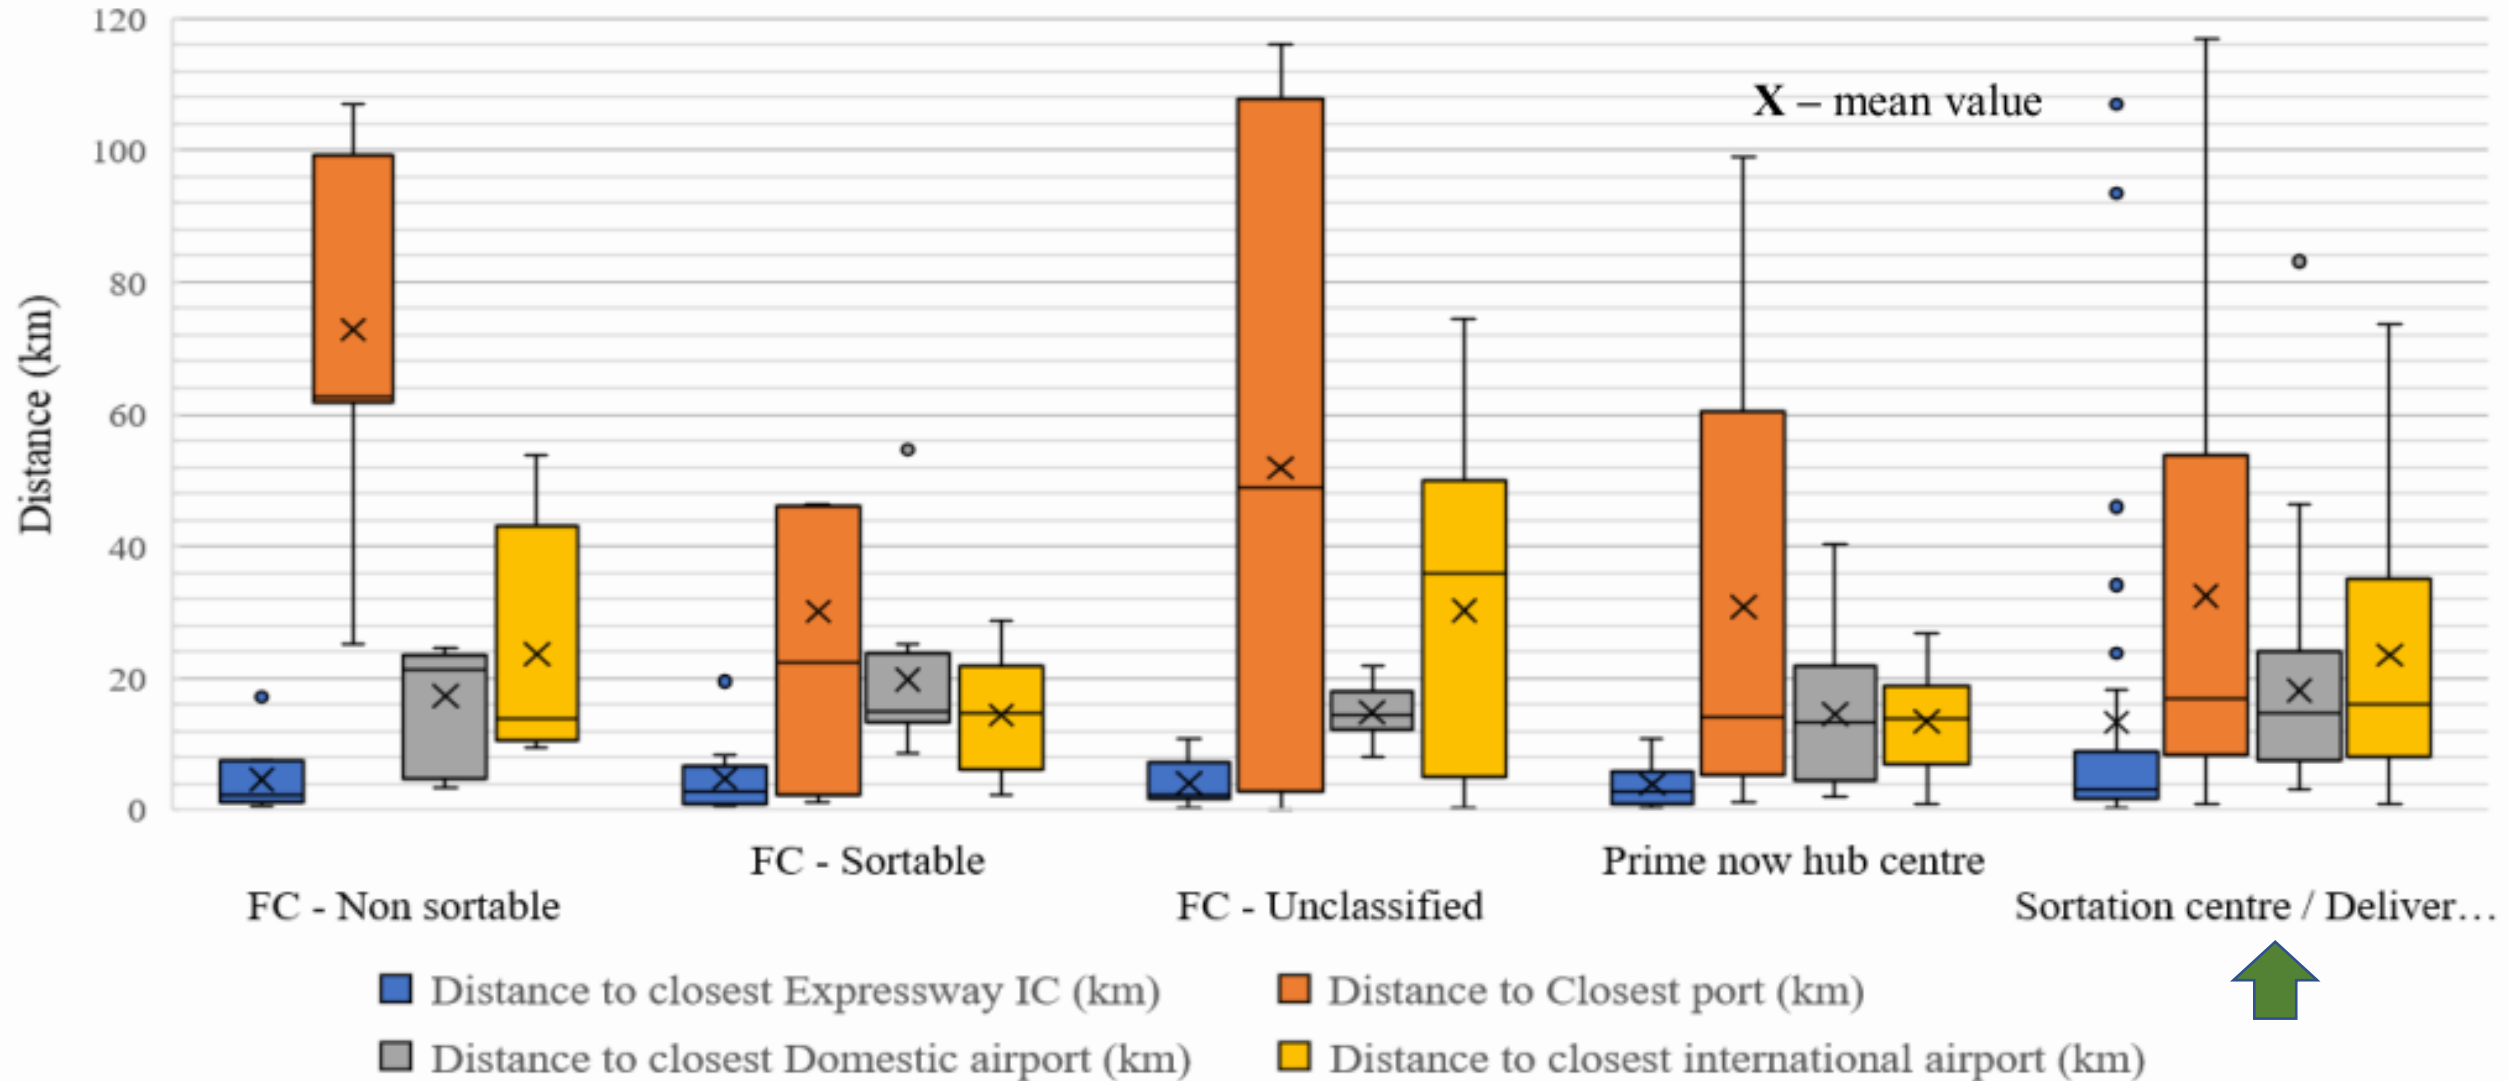 120
X – mean value
100
80
60
40
20
0
Distance (km)
FC - Sortable
Prime now hub centre
FC - Non sortable
FC - Unclassified
Sortation centre / Deliver…
Distance to closest Expressway IC (km)
Distance to Closest port (km)
Distance to closest Domestic airport (km)
Distance to closest international airport (km)